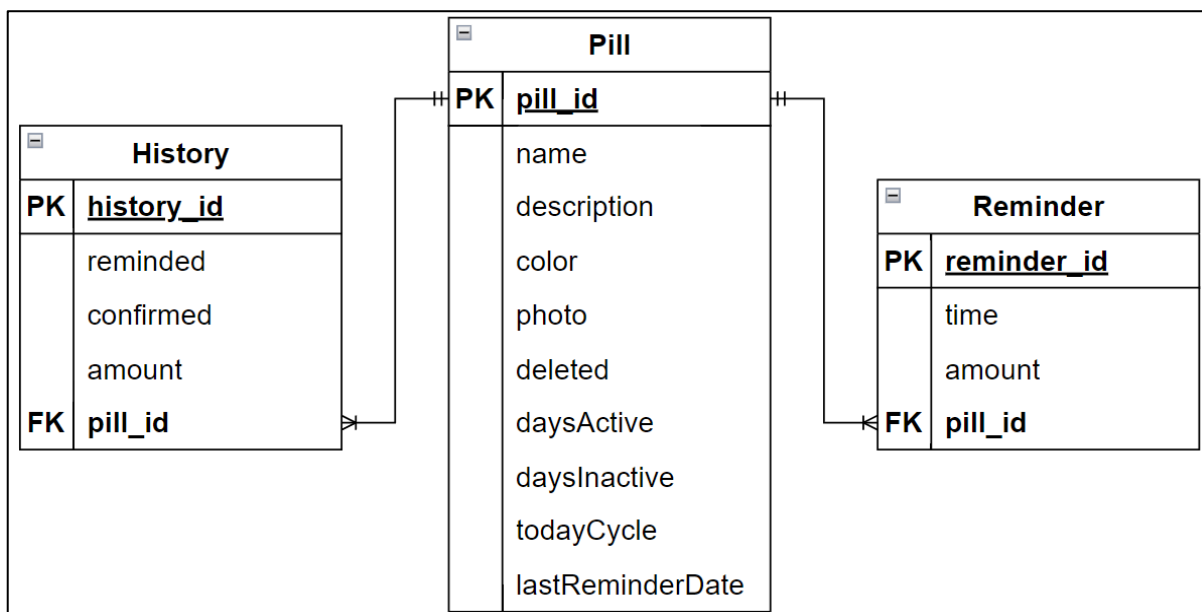 Pill
PK pill_id
name
description
color
photo
deleted
daysActive
daysInactive
todayCycle
lastReminderDate
History
PK history_id
reminded
confirmed
amount
FK pill_id
Reminder
PK reminder_id
time
amount
FK pill_id